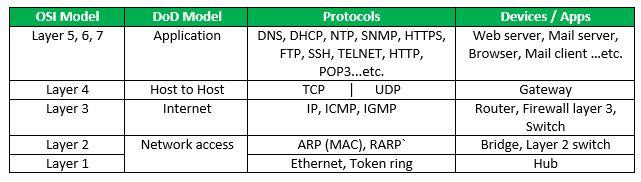 OSI Model DoD Model Protocols Devices / Apps
Layer 5, 6, 7 Application DNS, DHCP, NTP, SNMP, HTTPS, Web server, Mail server,
FTP, SSH, TELNET, HTTP, Browser, Mail client ...etc.
POP3...etc.
Layer 4 Host to Host TCP | UDP Gateway
Layer 3 Internet IP, ICMP, IGMP Router, Firewall layer 3,
Switch
Layer 2 Network access ARP (MAC), RARP` Bridge, Layer 2 switch
Layer 1 Ethernet, Token ring Hub